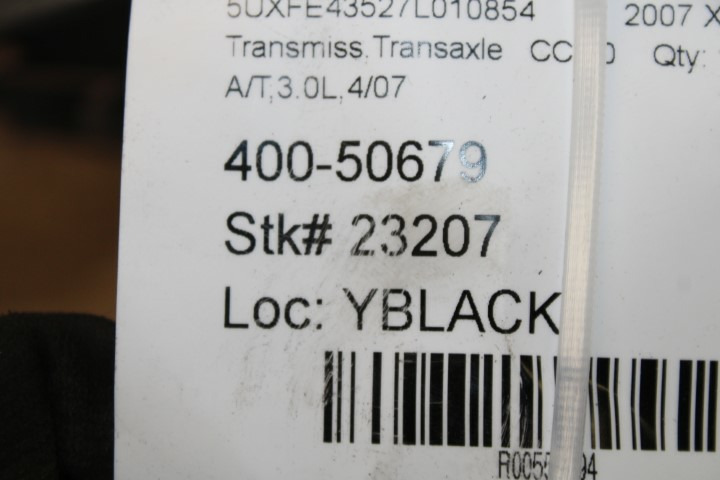 5UXFE43527L010854 2007 X
Transmiss,Transaxle Qty:
A/T,3.0L,4/07
400-50679
Stk# 23207
Loc: YBLACK